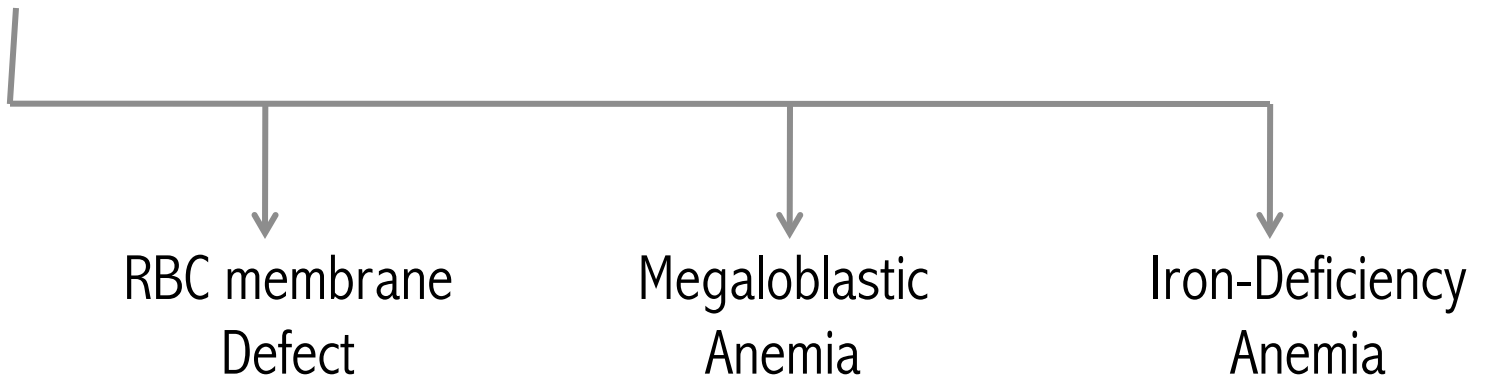 RBC membrane
Defect
Megaloblastic
Anemia
Iron-Deficiency
Anemia